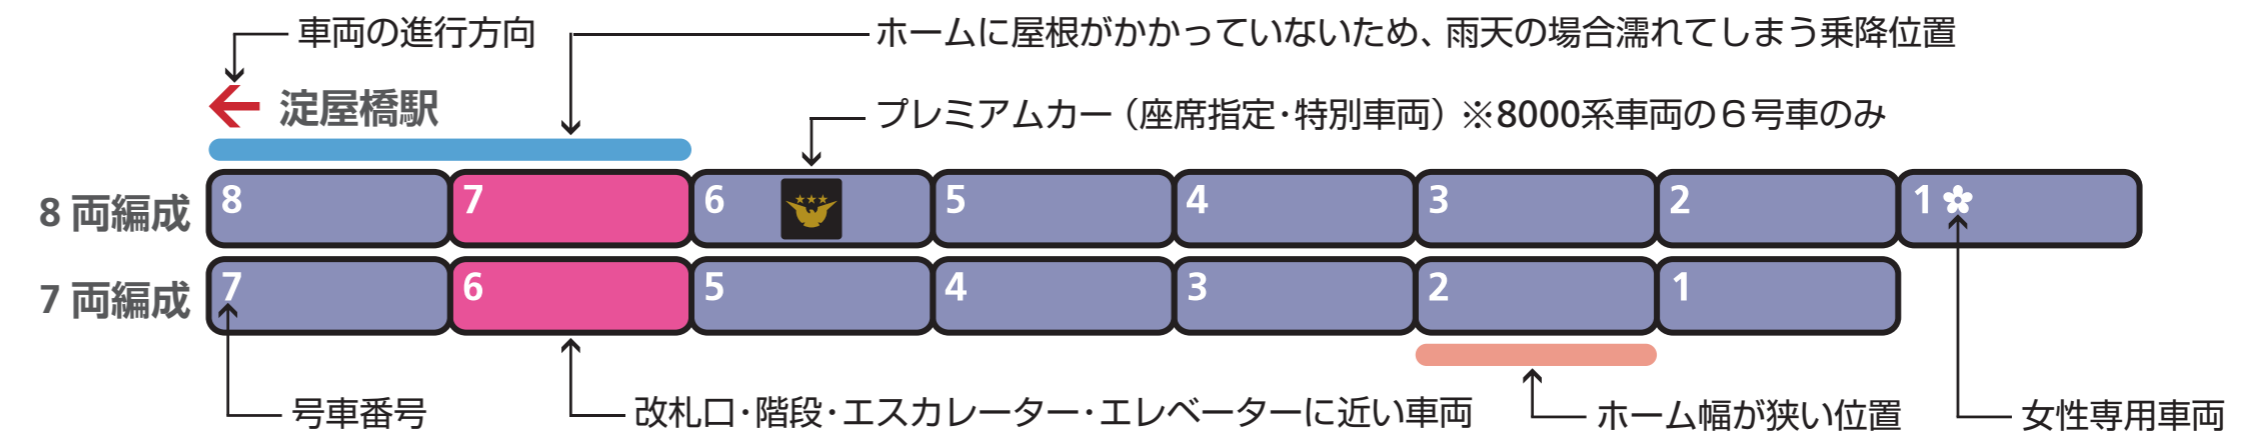 車両の進行方向
ホームに屋根がかかっていないため、雨天の場合濡れてしまう乗降位置
淀屋橋駅
プレミアムカー（座席指定・特別車両）※8000系車両の６号車のみ
8 両編成 8 7 6 5 4 3 2 1
7 両編成 7 6 5 4 3 2 1
号車番号
改札口・階段・エスカレーター・エレベーターに近い車両
ホーム幅が狭い位置
女性専用車両